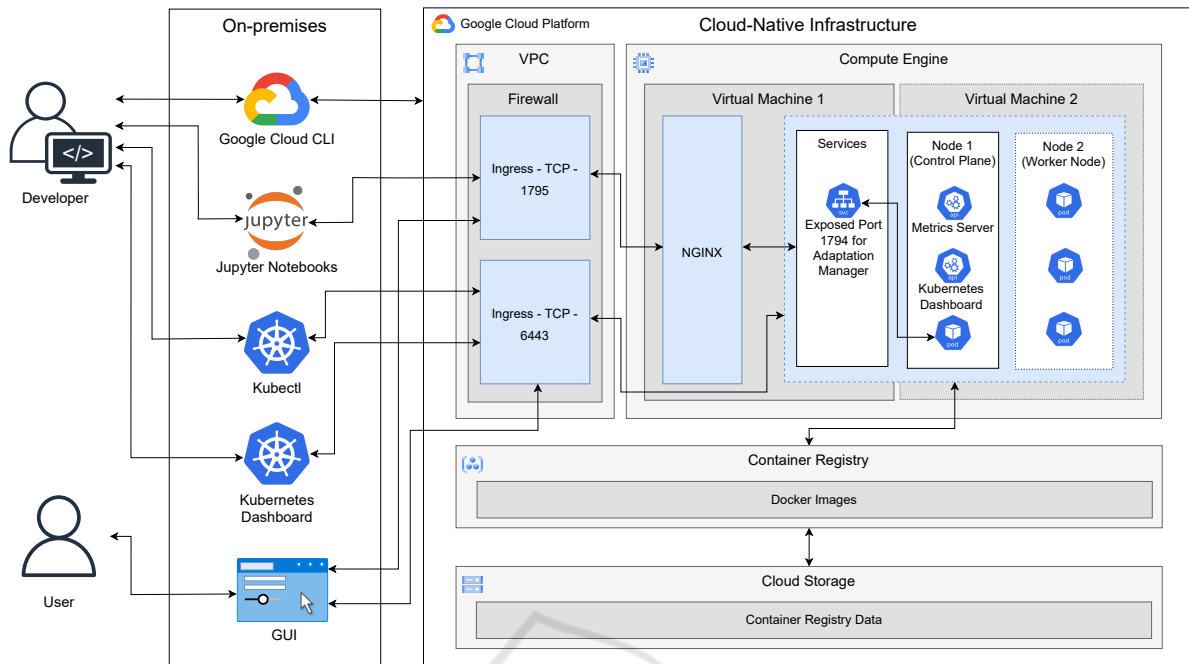 On-premises
Google Cloud CLI
jupyter
Jupyter Notebooks
Kubectl
Kubernetes
Dashboard
GUI
</>
Developer
User
Google Cloud Platform
Cloud-Native Infrastructure
VPC
Firewall
Ingress - TCP -
1795
Ingress - TCP -
6443
Compute Engine
Virtual Machine 1
Virtual Machine 2
NGINX
Services
svc
Exposed Port
1794 for
Adaptation
Manager
Node 1
(Control Plane)
api
Metrics Server
api
Kubernetes
Dashboard
pod
Node 2
(Worker Node)
pod
pod
pod
Container Registry
Docker Images
Cloud Storage
Container Registry Data